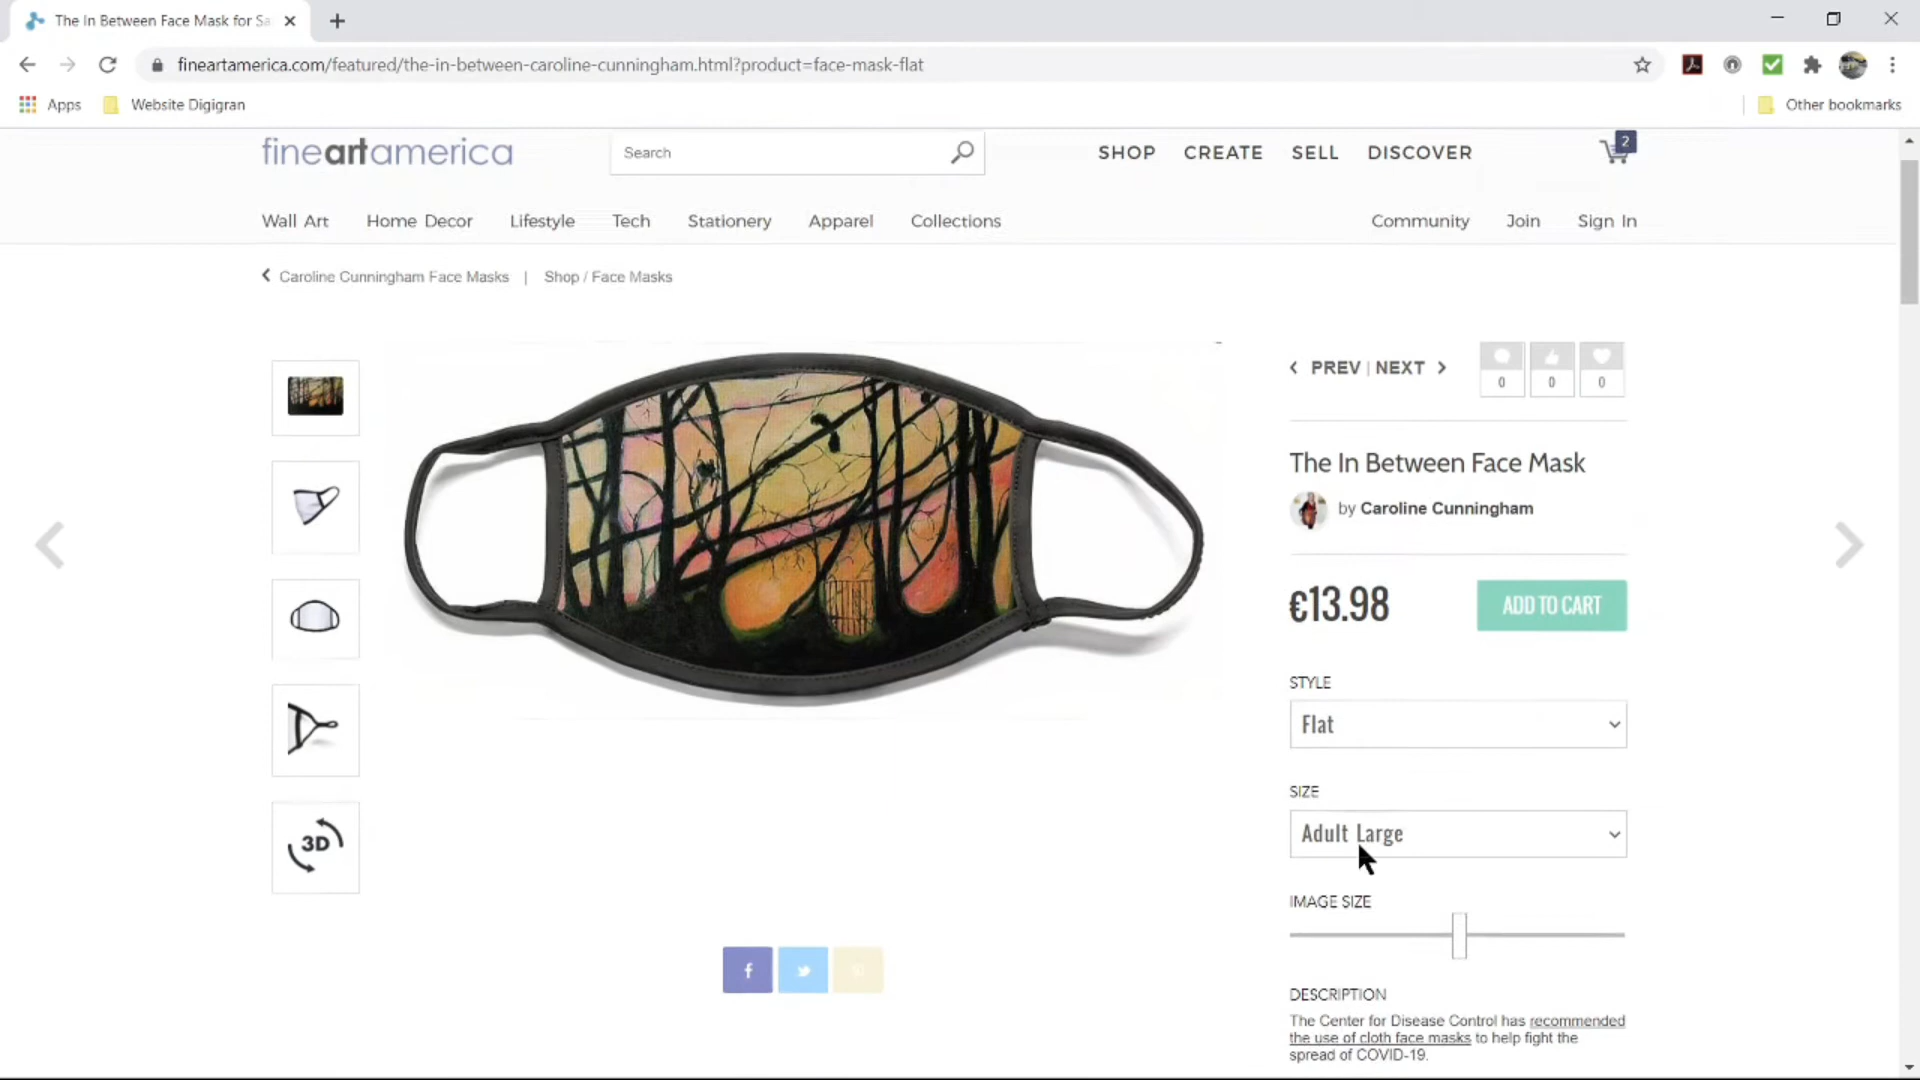 The In Between Face Mask for Sa
fineartamerica.com/featured/the-in-between-caroline-cunningham.html?product=face-mask-flat
Apps
Website Digigran
Other bookmarks
fineartamerica
Search
SHOP
CREATE
SELL
DISCOVER
2
Wall Art
Home Decor
Lifestyle
Tech
Stationery
Apparel
Collections
Community
Join
Sign In
Caroline Cunningham Face Masks | Shop / Face Masks
PREV | NEXT
0
0
0
The In Between Face Mask
by Caroline Cunningham
€13.98
ADD TO CART
STYLE
Flat
SIZE
Adult Large
IMAGE SIZE
3D
f
DESCRIPTION
The Center for Disease Control has recommended
the use of cloth face masks to help fight the
spread of COVID-19.